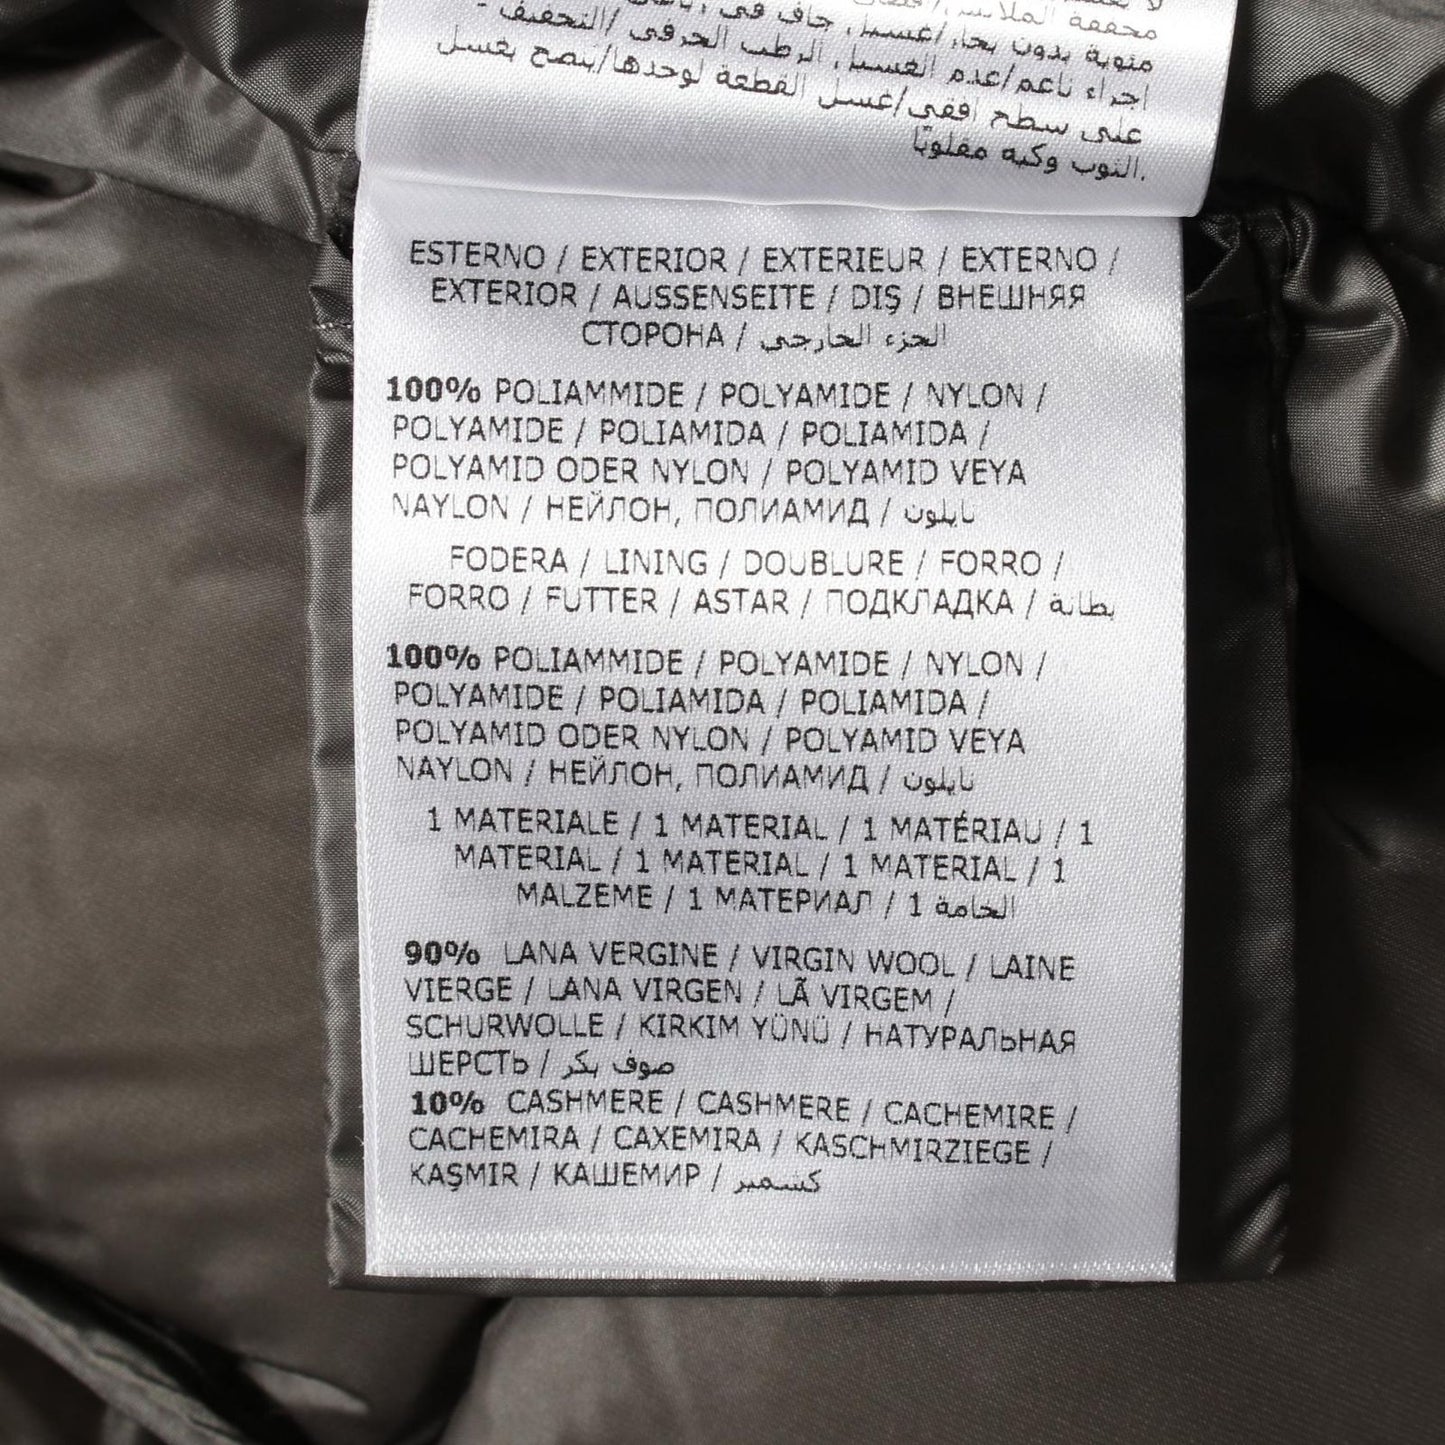 محففة الملابس
منوية بدون بخار/غسيل, جاف في
اجراء ناعم/عدم الغسيل, الرطب الحرفي /التجفيف -
على سطح افقي/غسل القطعة لوحدها/ينصح بغسل
الثوب وكيه مقلوبًا.
ESTERNO / EXTERIOR / EXTERIEUR / EXTERNO /
EXTERIOR / AUSSENSEITE / DIŞ / ВНЕШНЯЯ
СТОРОНА / الجزء الخارجي
100% POLIAMMIDE / POLYAMIDE / NYLON /
POLYAMIDE / POLIAMIDA / POLIAMIDA /
POLYAMID ODER NYLON / POLYAMID VEYA
NAYLON / НЕЙЛОН, ПОЛИАМИД / نايلون
FODERA / LINING / DOUBLURE / FORRO /
FORRO / FUTTER / ASTAR / ПОДКЛАДКА / بطانة
100% POLIAMMIDE / POLYAMIDE / NYLON /
POLYAMIDE / POLIAMIDA / POLIAMIDA /
POLYAMID ODER NYLON / POLYAMID VEYA
NAYLON / НЕЙЛОН, ПОЛИАМИД / نايلون
1 MATERIALE / 1 MATERIAL / 1 MATÉRIAU / 1
MATERIAL / 1 MATERIAL / 1 MATERIAL / 1
MALZEME / 1 МАТЕРИАЛ / 1 الخامة
90% LANA VERGINE / VIRGIN WOOL / LAINE
VIERGE / LANA VIRGEN / LÃ VIRGEM /
SCHURWOLLE / KIRKIM YÜNÜ / НАТУРАЛЬНАЯ
ШЕРСТЬ / صوف بكر
10% CASHMERE / CASHMERE / CACHEMIRE /
CACHEMIRA / CAXEMIRA / KASCHMIRZIEGE /
KAŞMIR / КАШЕМИР / كشمير